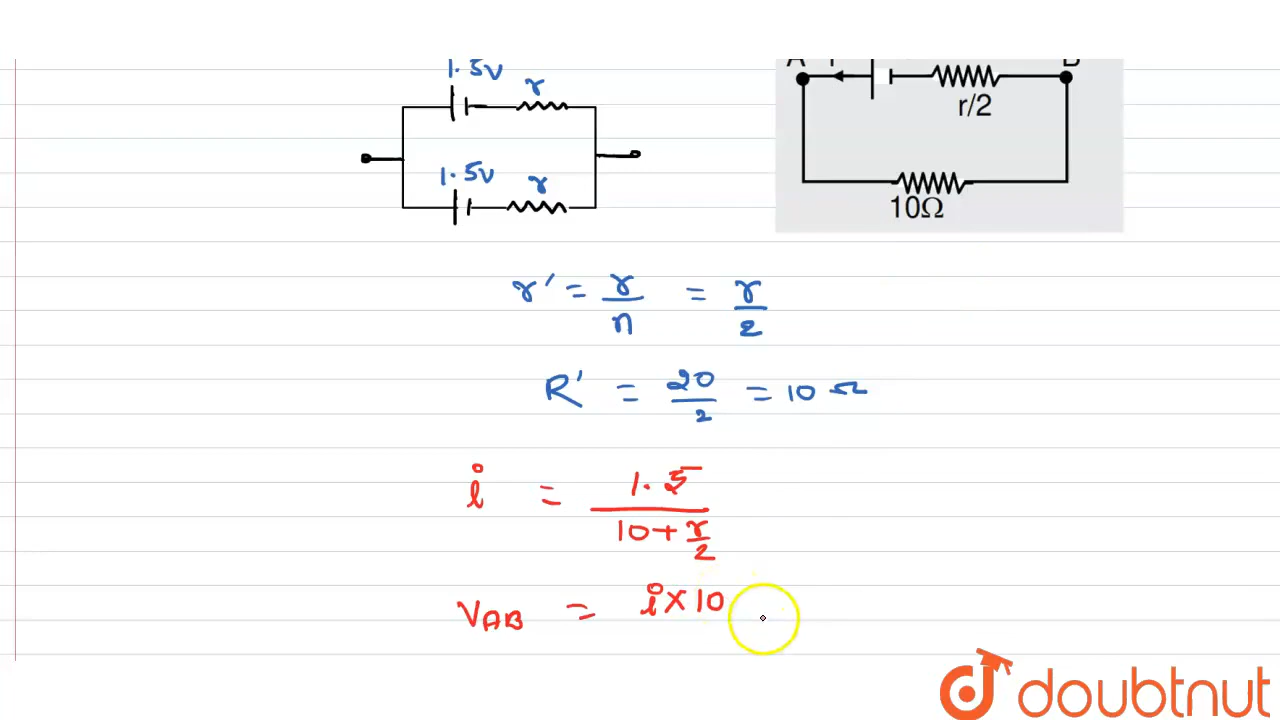 1.5V
r
1.5V
r
r/2
10Ω
r' = r/n = r/2
R' = 20/2 = 10 Ω
i = 1.5/(10+r/2)
VAB = i×10
doubtnut